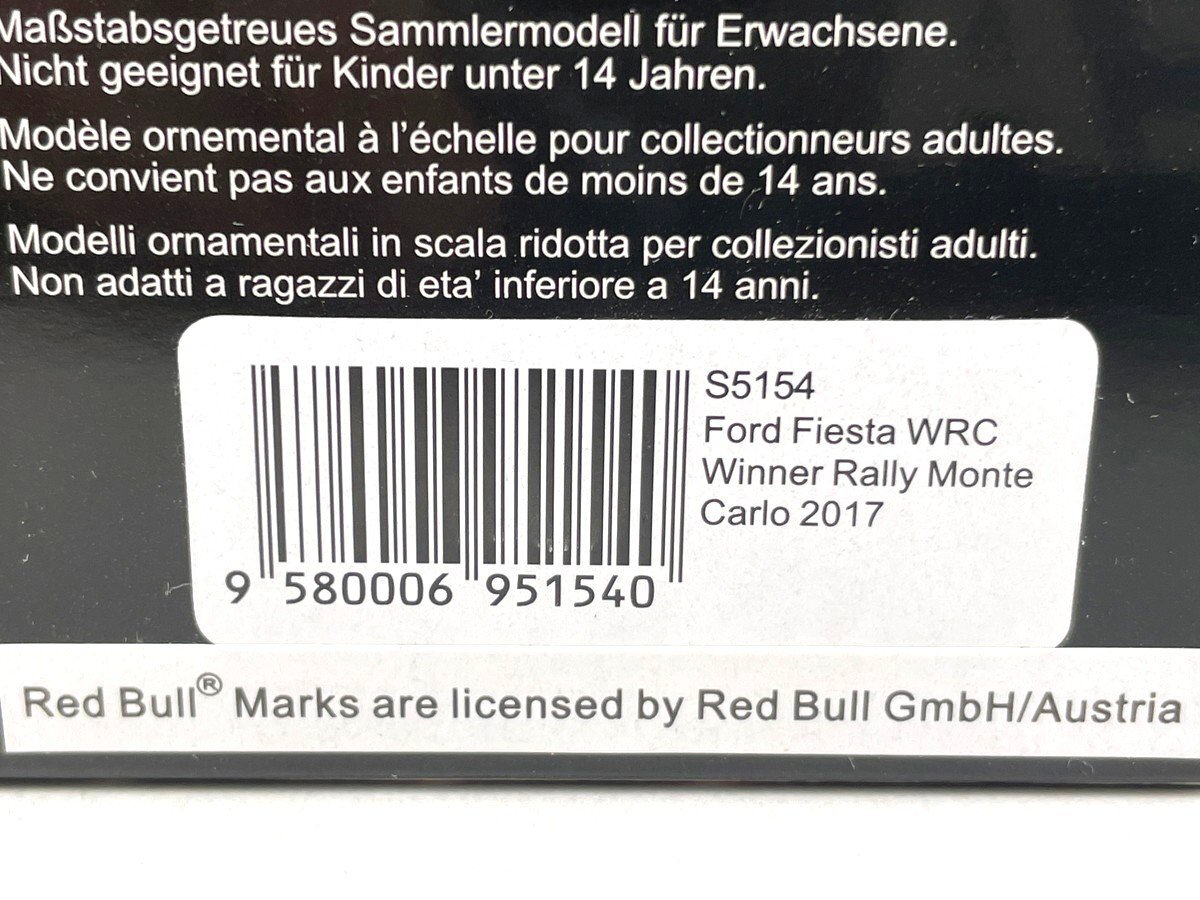 Maßstabsgetreues Sammlermodell für Erwachsene.
Nicht geeignet für Kinder unter 14 Jahren.
Modèle ornemental à l'échelle pour collectionneurs adultes.
Ne convient pas aux enfants de moins de 14 ans.
Modelli ornamentali in scala ridotta per collezionisti adulti.
Non adatti a ragazzi di eta' inferiore a 14 anni.
S5154
Ford Fiesta WRC
Winner Rally Monte
Carlo 2017
9 580006 951540
Red Bull® Marks are licensed by Red Bull GmbH/Austria